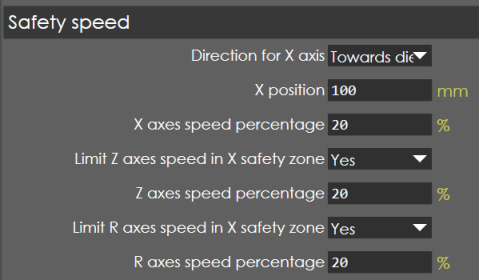 Safety speed
Direction for X axis Towards die
X position 100 mm
X axes speed percentage 20 %
Limit Z axes speed in X safety zone Yes
Z axes speed percentage 20 %
Limit R axes speed in X safety zone Yes
R axes speed percentage 20 %